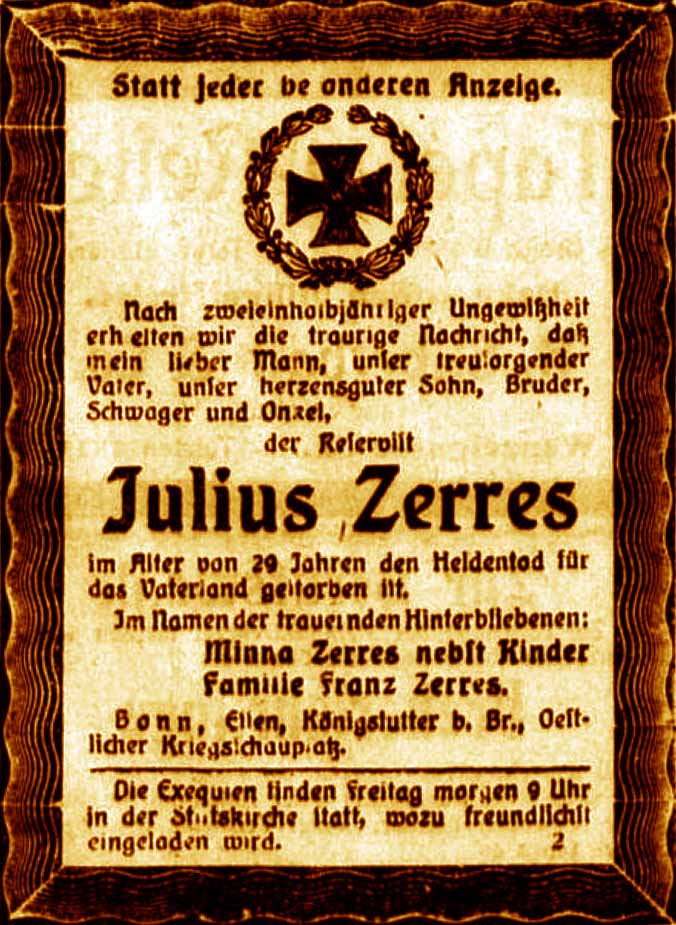 Statt jeder be onderen Anzeige.
Nach zweieinhalbjähriger Ungewißheit
erhielten wir die traurige Nachricht, daß
mein lieber Mann, unser treusorgender
Vater, unser herzensguter Sohn, Bruder,
Schwager und Onkel,
der Reservist
Julius Zerres
im Alter von 29 Jahren den Heldentod für
das Vaterland gestorben ist.
Im Namen der trauernden Hinterbliebenen:
Minna Zerres nebst Kinder
Familie Franz Zerres.
Bonn, Essen, Königslutter b. Br., Oest-
licher Kriegsschauplatz.
Die Exequien finden Freitag morgen 9 Uhr
in der Stiftskirche statt, wozu freundlichst
eingeladen wird. 2